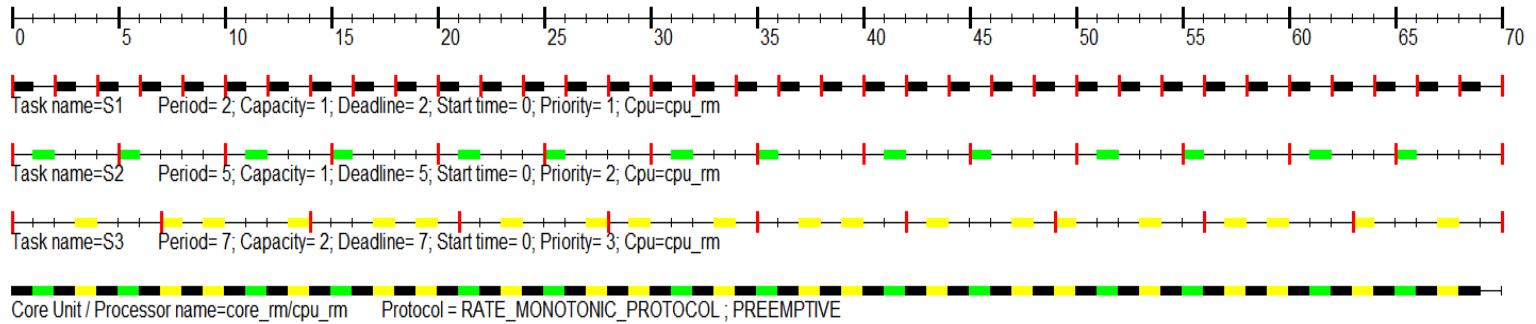 0 5 10 15 20 25 30 35 40 45 50 55 60 65 70
Task name=S1 Period= 2; Capacity= 1; Deadline= 2; Start time= 0; Priority= 1; Cpu=cpu_rm
Task name=S2 Period= 5; Capacity= 1; Deadline= 5; Start time= 0; Priority= 2; Cpu=cpu_rm
Task name=S3 Period= 7; Capacity= 2; Deadline= 7; Start time= 0; Priority= 3; Cpu=cpu_rm
Core Unit / Processor name=core_rm/cpu_rm Protocol = RATE_MONOTONIC_PROTOCOL ; PREEMPTIVE